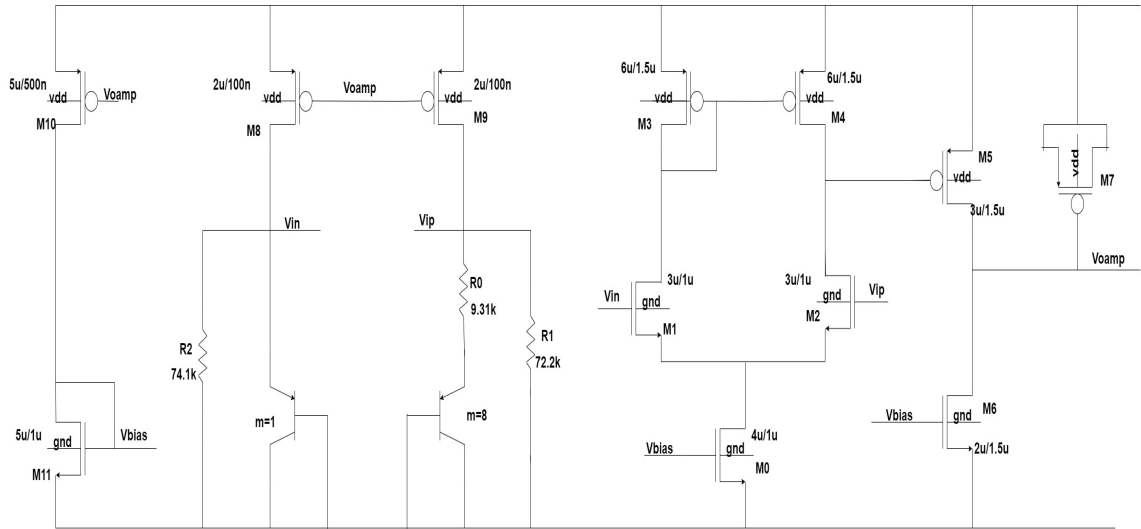 5u/500n
vdd
Voamp
M10
2u/100n
vdd
M8
Voamp
2u/100n
vdd
M9
6u/1.5u
vdd
M3
6u/1.5u
vdd
M4
M5
vdd
3u/1.5u
vdd
M7
Voamp
Vin
Vip
R0
9.31k
R2
74.1k
R1
72.2k
3u/1u
Vin
gnd
M1
3u/1u
gnd
Vip
M2
m=1
m=8
5u/1u
gnd
Vbias
M11
4u/1u
Vbias
gnd
M0
Vbias
gnd
M6
2u/1.5u